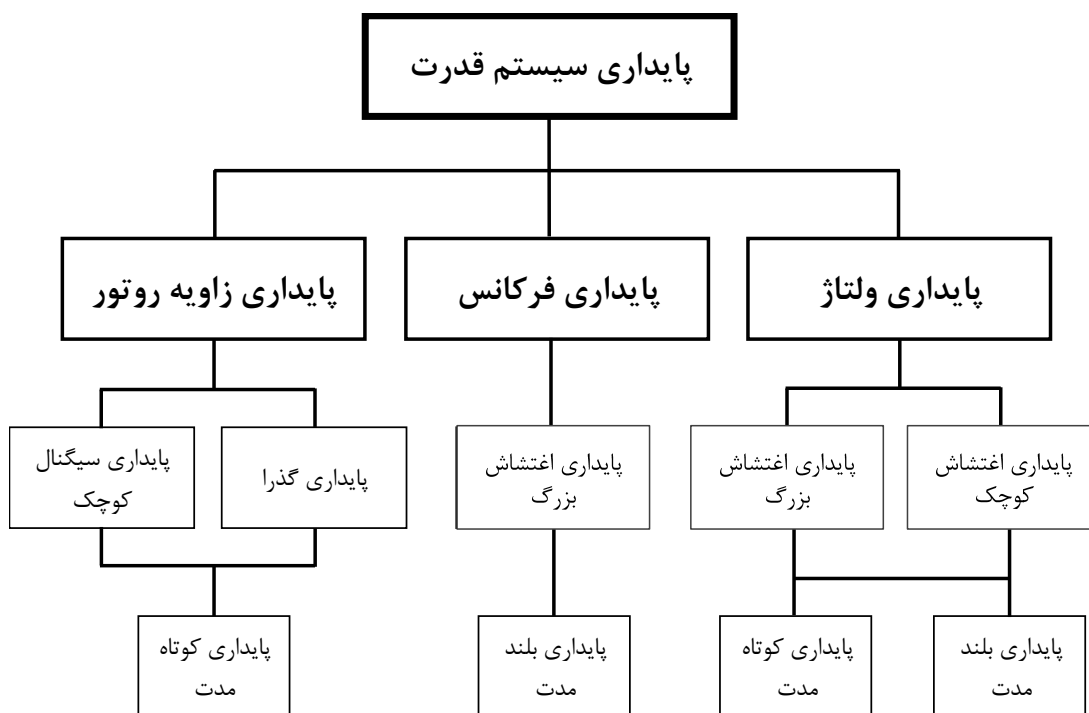 پایداری سیستم قدرت
پایداری ولتاژ
پایداری فرکانس
پایداری زاویه روتور
پایداری اغتشاش
کوچک
پایداری اغتشاش
بزرگ
پایداری اغتشاش
بزرگ
پایداری گذرا
پایداری سیگنال
کوچک
پایداری بلند
مدت
پایداری کوتاه
مدت
پایداری بلند
مدت
پایداری کوتاه
مدت